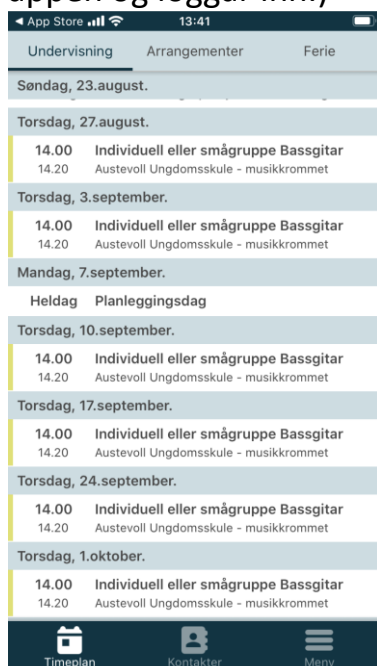 appen og leggar inn.,
App Store 13:41
Undervisning Arrangementer Ferie
Søndag, 23.august.
Torsdag, 27.august.
14.00 Individuell eller smågruppe Bassgitar
14.20 Austevoll Ungdomsskule - musikkrommet
Torsdag, 3.september.
14.00 Individuell eller smågruppe Bassgitar
14.20 Austevoll Ungdomsskule - musikkrommet
Mandag, 7.september.
Heldag Planleggingsdag
Torsdag, 10.september.
14.00 Individuell eller smågruppe Bassgitar
14.20 Austevoll Ungdomsskule - musikkrommet
Torsdag, 17.september.
14.00 Individuell eller smågruppe Bassgitar
14.20 Austevoll Ungdomsskule - musikkrommet
Torsdag, 24.september.
14.00 Individuell eller smågruppe Bassgitar
14.20 Austevoll Ungdomsskule - musikkrommet
Torsdag, 1.oktober.
14.00 Individuell eller smågruppe Bassgitar
14.20 Austevoll Ungdomsskule - musikkrommet
Timeplan Kontakter Meny